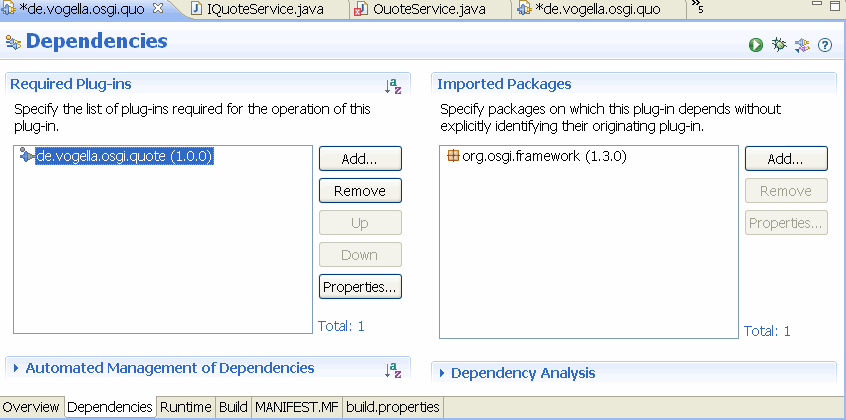 *de.vogella.osgi.quo
IQuoteService.java
QuoteService.java
*de.vogella.osgi.quo
»5
Dependencies
Required Plug-ins
Specify the list of plug-ins required for the operation of this
plug-in.
de.vogella.osgi.quote (1.0.0)
Add...
Remove
Up
Down
Properties...
Total: 1
Automated Management of Dependencies
Imported Packages
Specify packages on which this plug-in depends without
explicitly identifying their originating plug-in.
org.osgi.framework (1.3.0)
Add...
Remove
Properties...
Total: 1
Dependency Analysis
Overview
Dependencies
Runtime
Build
MANIFEST.MF
build.properties